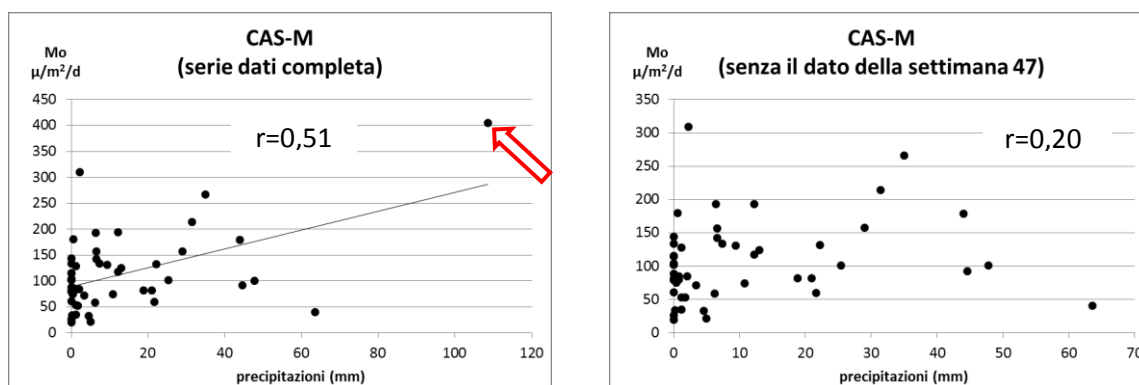 CAS-M
(serie dati completa)
Mo
µ/m²/d
450
400
350
300
250
200
150
100
50
0
0 20 40 60 80 100 120
precipitazioni (mm)
r=0,51
CAS-M
(senza il dato della settimana 47)
Mo
µ/m²/d
350
300
250
200
150
100
50
0
0 10 20 30 40 50 60 70
precipitazioni (mm)
r=0,20